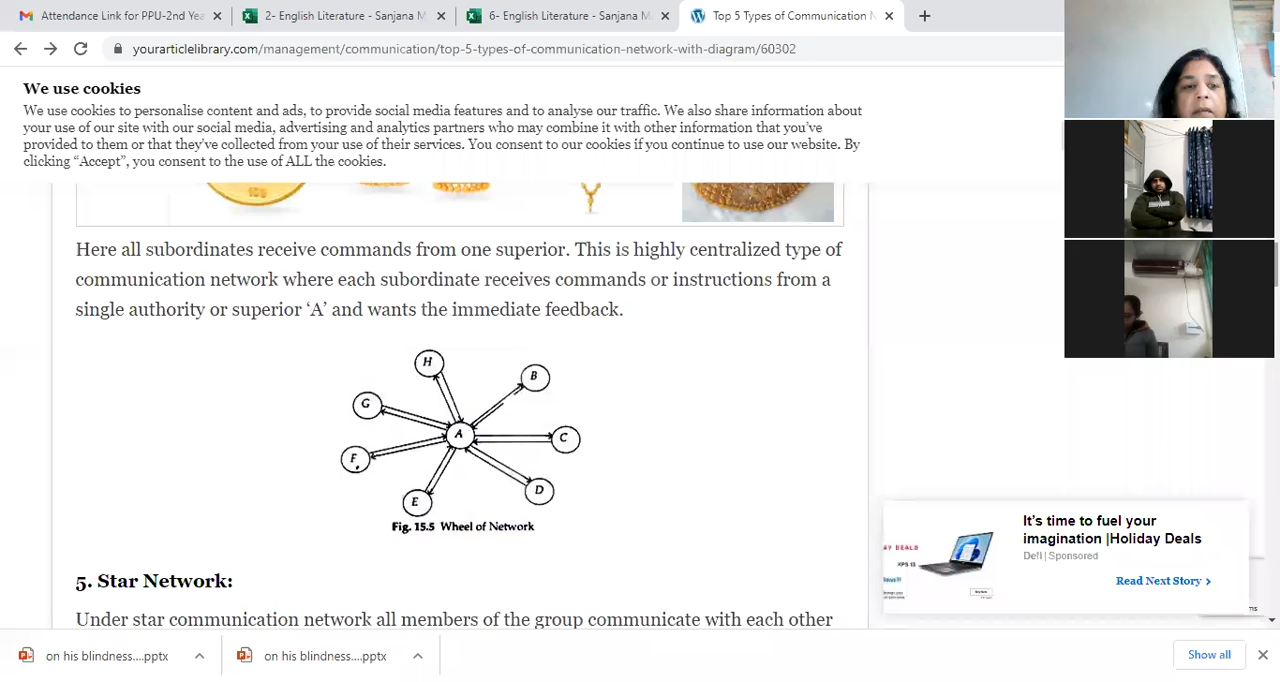 Attendance Link for PPU-2nd Yea
2- English Literature - Sanjana M
6- English Literature - Sanjana M
Top 5 Types of Communication N
yourarticlelibrary.com/management/communication/top-5-types-of-communication-network-with-diagram/60302
We use cookies
We use cookies to personalise content and ads, to provide social media features and to analyse our traffic. We also share information about
your use of our site with our social media, advertising and analytics partners who may combine it with other information that you've
provided to them or that they've collected from your use of their services. You consent to our cookies if you continue to use our website. By
clicking "Accept", you consent to the use of ALL the cookies.
Here all subordinates receive commands from one superior. This is highly centralized type of
communication network where each subordinate receives commands or instructions from a
single authority or superior ‘A’ and wants the immediate feedback.
H
B
G
A
C
F
D
E
Fig. 15.5 Wheel of Network
It's time to fuel your
imagination |Holiday Deals
Dell | Sponsored
Read Next Story >
AY DEALS
XPS 13
5. Star Network:
Under star communication network all members of the group communicate with each other
on his blindness....pptx
on his blindness....pptx
Show all